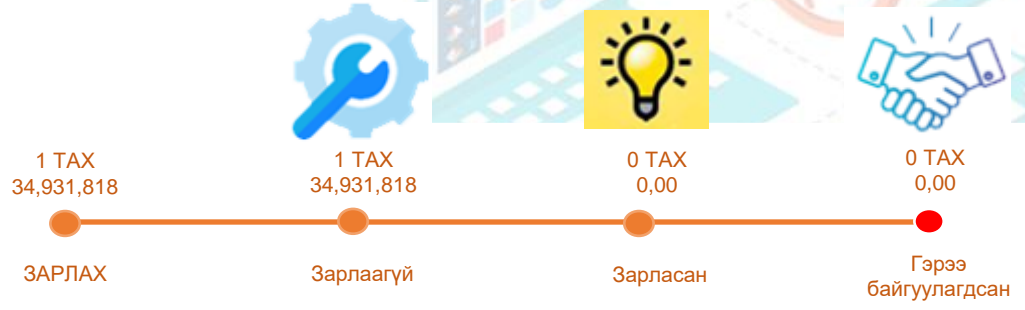 1 ТАХ
34,931,818
1 ТАХ
34,931,818
0 ТАХ
0,00
0 ТАХ
0,00
ЗАРЛАХ
Зарлаагүй
Зарласан
Гэрээ
байгуулагдсан